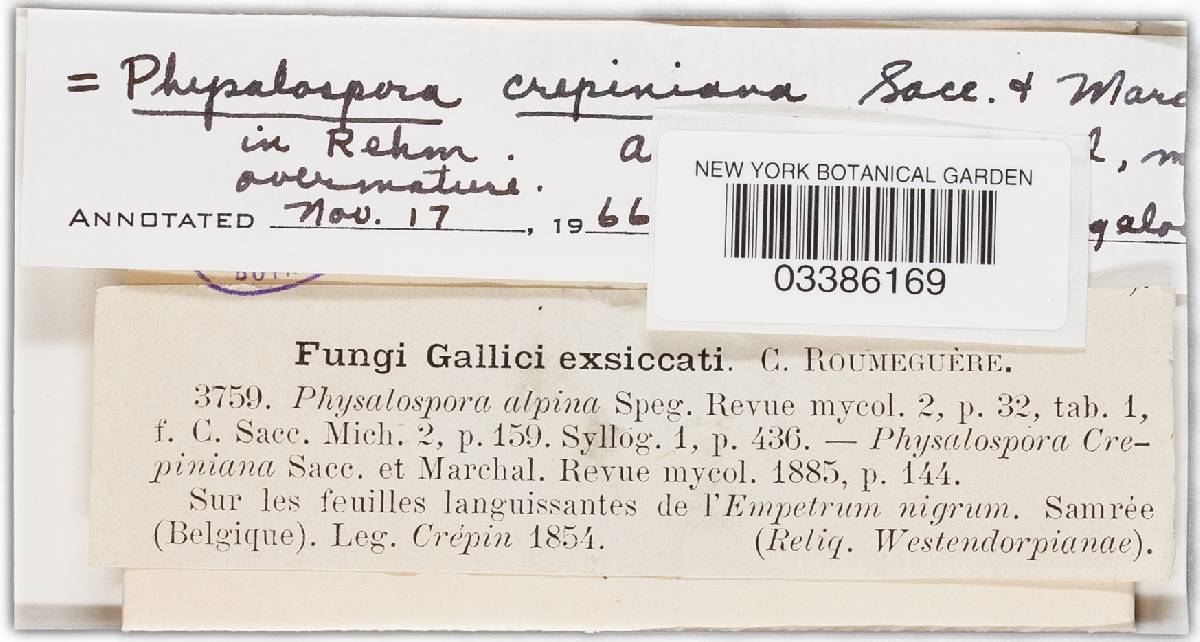 = Physalospora crepiniana Sacc. & Marc
in Rehm. a
overmature.
ANNOTATED Nov. 17, 1966
NEW YORK BOTANICAL GARDEN
03386169
Fungi Gallici exsiccati. C. ROUMEGUÈRE.
3759. Physalospora alpina Speg. Revue mycol. 2, p. 32, tab. 1,
f. C. Sacc. Mich. 2, p. 159. Syllog. 1, p. 436. — Physalospora Cre-
piniana Sacc. et Marchal. Revue mycol. 1885, p. 144.
Sur les feuilles languissantes de l'Empetrum nigrum. Samrée
(Belgique). Leg. Crépin 1854. (Reliq. Westendorpianae).